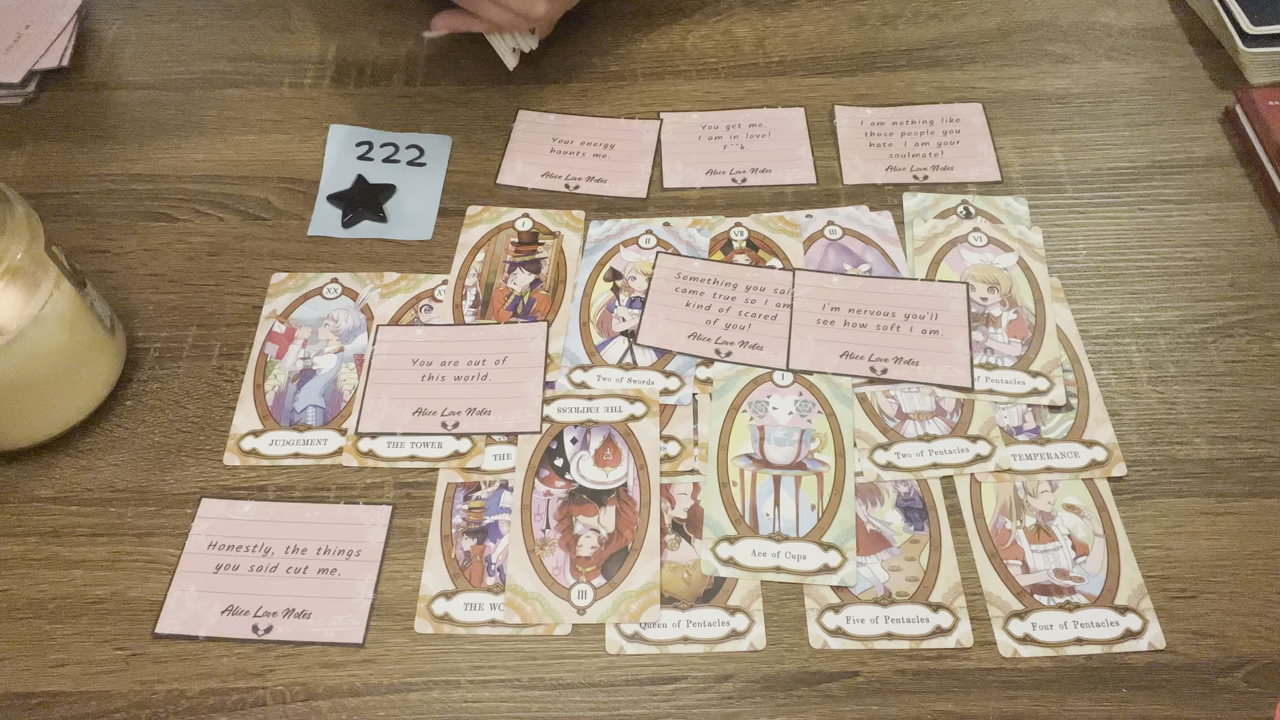 222
Your energy
haunts me.
Alice Love Notes
You get me.
I am in love!
F**k.
Alice Love Notes
I am nothing like
those people you
hate. I am your
soulmate!
Alice Love Notes
I
II
VII
III
VI
XX
Something you said
came true so I am
kind of scared
of you!
Alice Love Notes
I'm nervous you'll
see how soft I am.
Alice Love Notes
You are out of
this world.
Alice Love Notes
Two of Swords
of Pentacles
THE EMPRESS
I
JUDGEMENT
THE TOWER
THE
Two of Pentacles
TEMPERANCE
Honestly, the things
you said cut me.
Alice Love Notes
Ace of Cups
III
THE WO
Queen of Pentacles
Five of Pentacles
Four of Pentacles